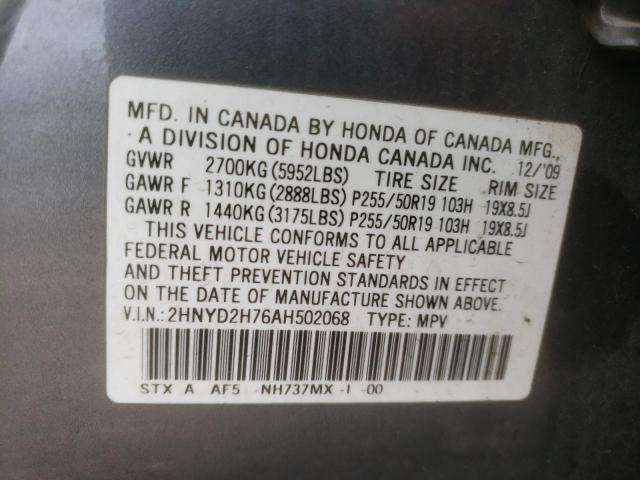 MFD. IN CANADA BY HONDA OF CANADA MFG.,
A DIVISION OF HONDA CANADA INC. 12/'09
GVWR 2700KG(5952LBS) TIRE SIZE RIM SIZE
GAWR F 1310KG(2888LBS) P255/50R19 103H 19X8.5J
GAWR R 1440KG(3175LBS) P255/50R19 103H 19X8.5J
THIS VEHICLE CONFORMS TO ALL APPLICABLE
FEDERAL MOTOR VEHICLE SAFETY
AND THEFT PREVENTION STANDARDS IN EFFECT
ON THE DATE OF MANUFACTURE SHOWN ABOVE.
V.I.N.: 2HNYD2H76AH502068 TYPE: MPV
STX A AF5 NH737MX -I -00